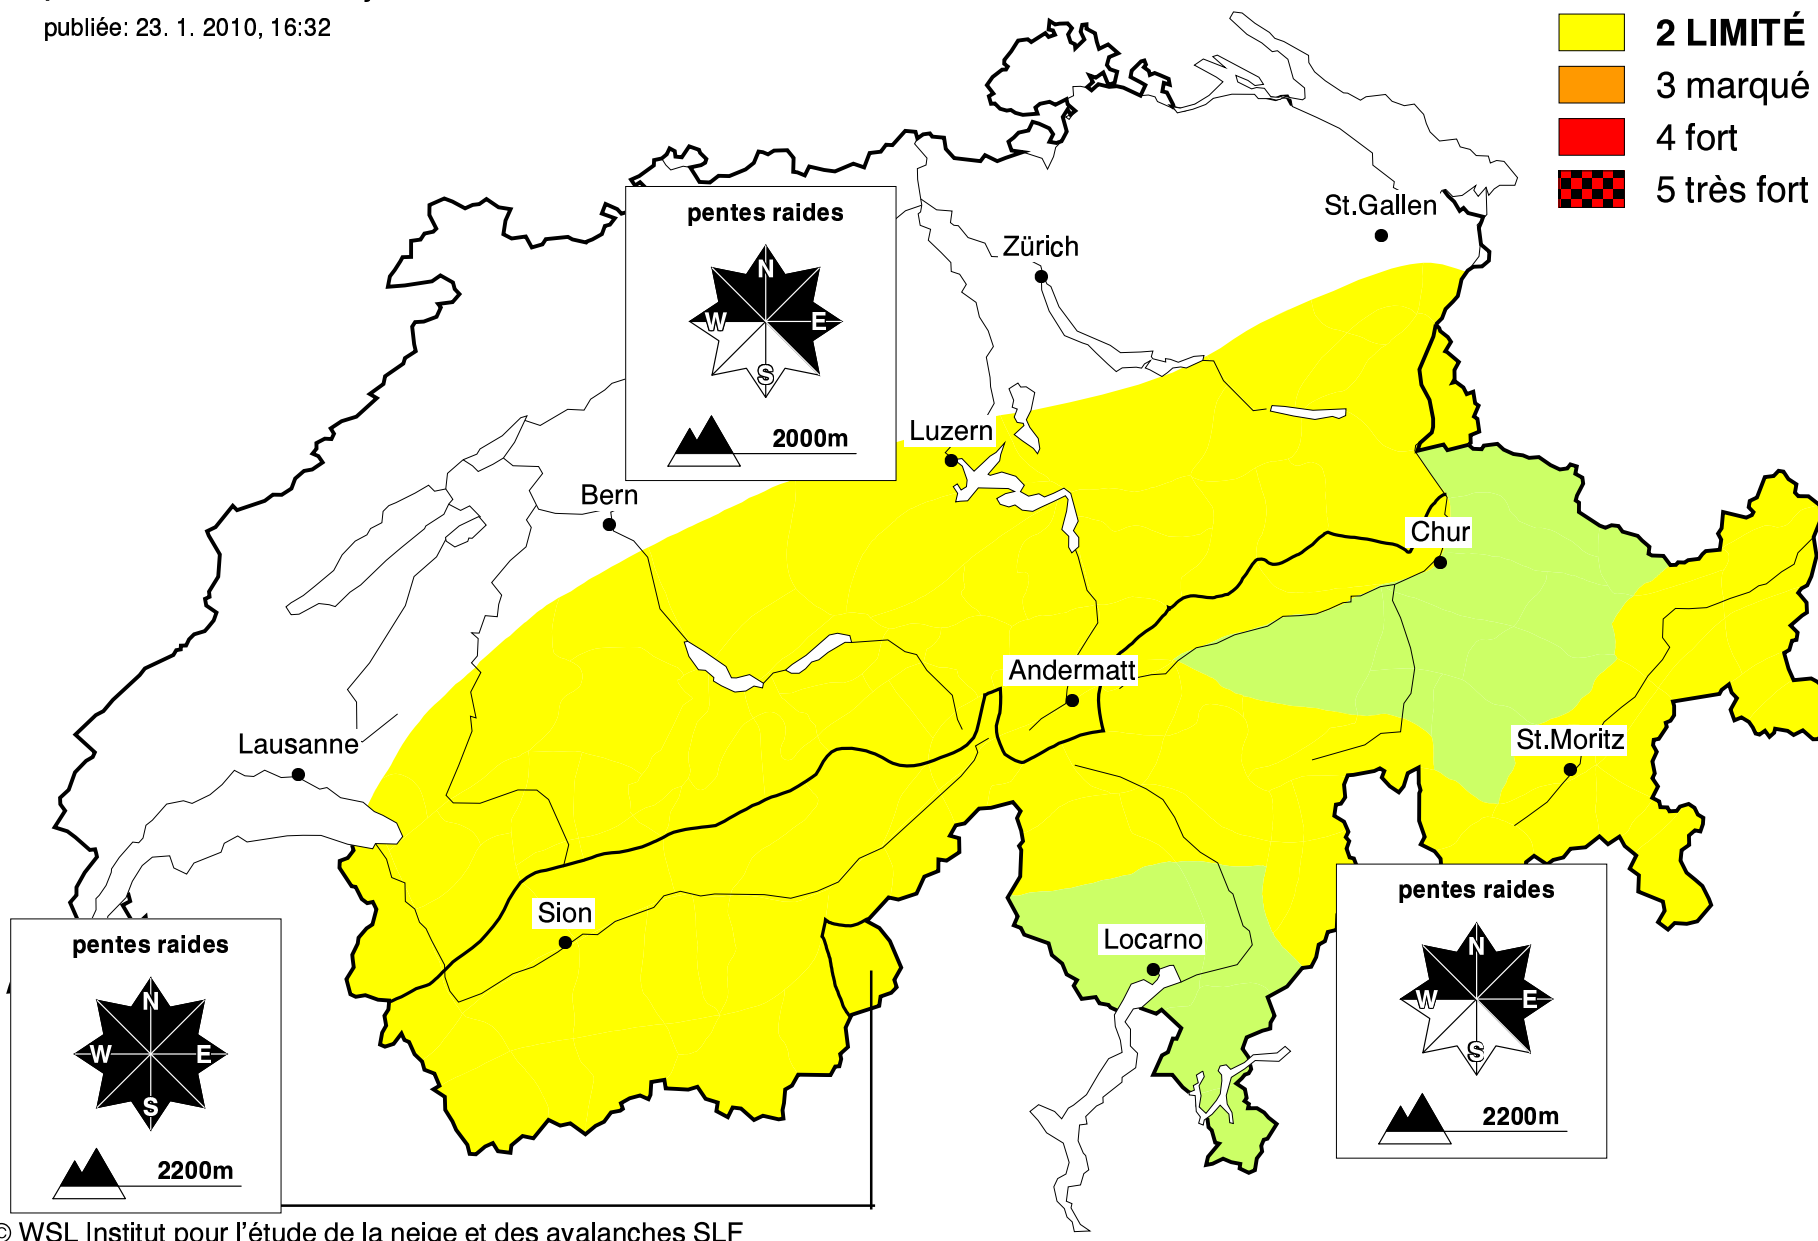 publiée: 23. 1. 2010, 16:32
2 LIMITÉ
3 marqué
4 fort
5 très fort
St.Gallen
Zürich
pentes raides
N
W E
S
2000m
Luzern
Bern
Chur
Andermatt
St.Moritz
Lausanne
Sion
Locarno
pentes raides
N
W E
S
2200m
pentes raides
N
W E
S
2200m
© WSL Institut pour l'étude de la neige et des avalanches SLF